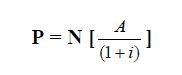 P = N [ A / (1+i) ]